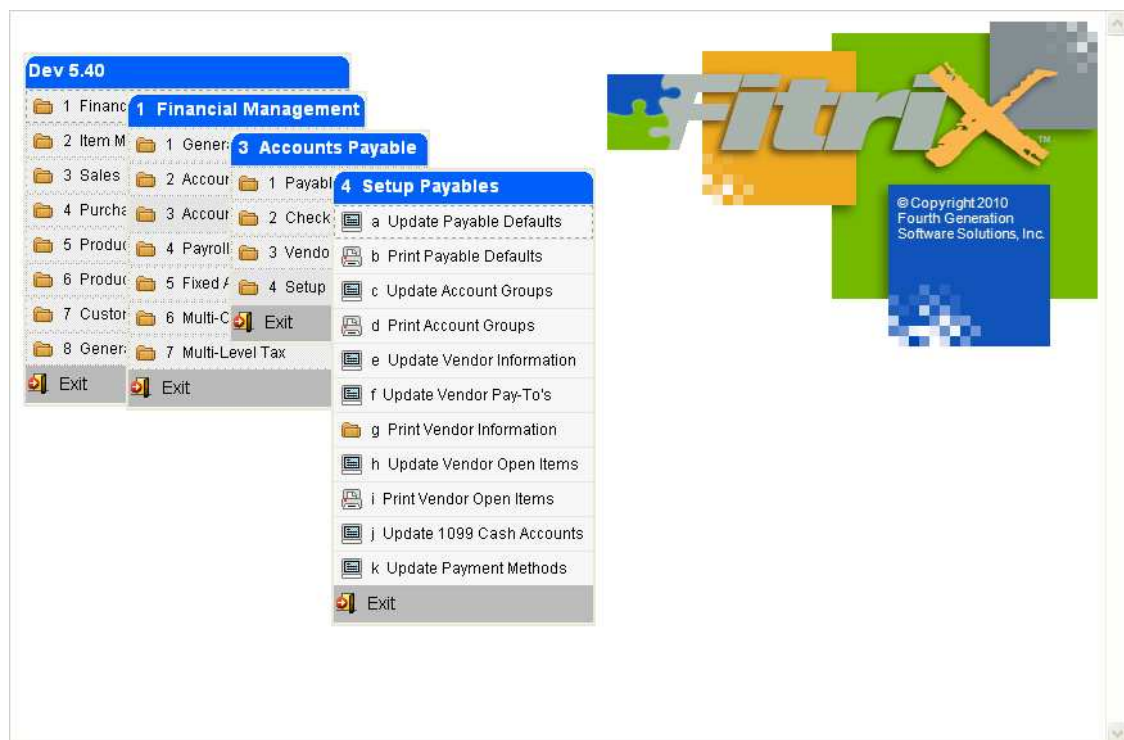 Dev 5.40
1 Financ
2 Item M
3 Sales
4 Purcha
5 Produc
6 Produc
7 Custor
8 Gener
Exit
1 Financial Management
1 Gener
2 Accour
3 Accour
4 Payroll
5 Fixed A
6 Multi-C
7 Multi-Level Tax
Exit
3 Accounts Payable
1 Payabl
2 Check
3 Vendo
4 Setup
Exit
4 Setup Payables
a Update Payable Defaults
b Print Payable Defaults
c Update Account Groups
d Print Account Groups
e Update Vendor Information
f Update Vendor Pay-To's
g Print Vendor Information
h Update Vendor Open Items
i Print Vendor Open Items
j Update 1099 Cash Accounts
k Update Payment Methods
Exit
Fitrix™
© Copyright 2010
Fourth Generation
Software Solutions, Inc.